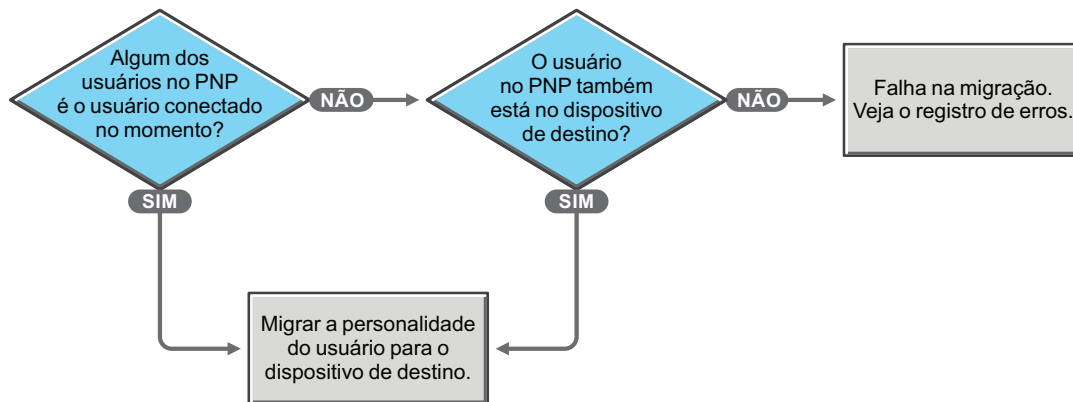 Algum dos
usuários no PNP
é o usuário conectado
no momento?
NÃO
O usuário
no PNP também
está no dispositivo
de destino?
NÃO
Falha na migração.
Veja o registro de erros.
SIM
SIM
Migrar a personalidade
do usuário para o
dispositivo de destino.